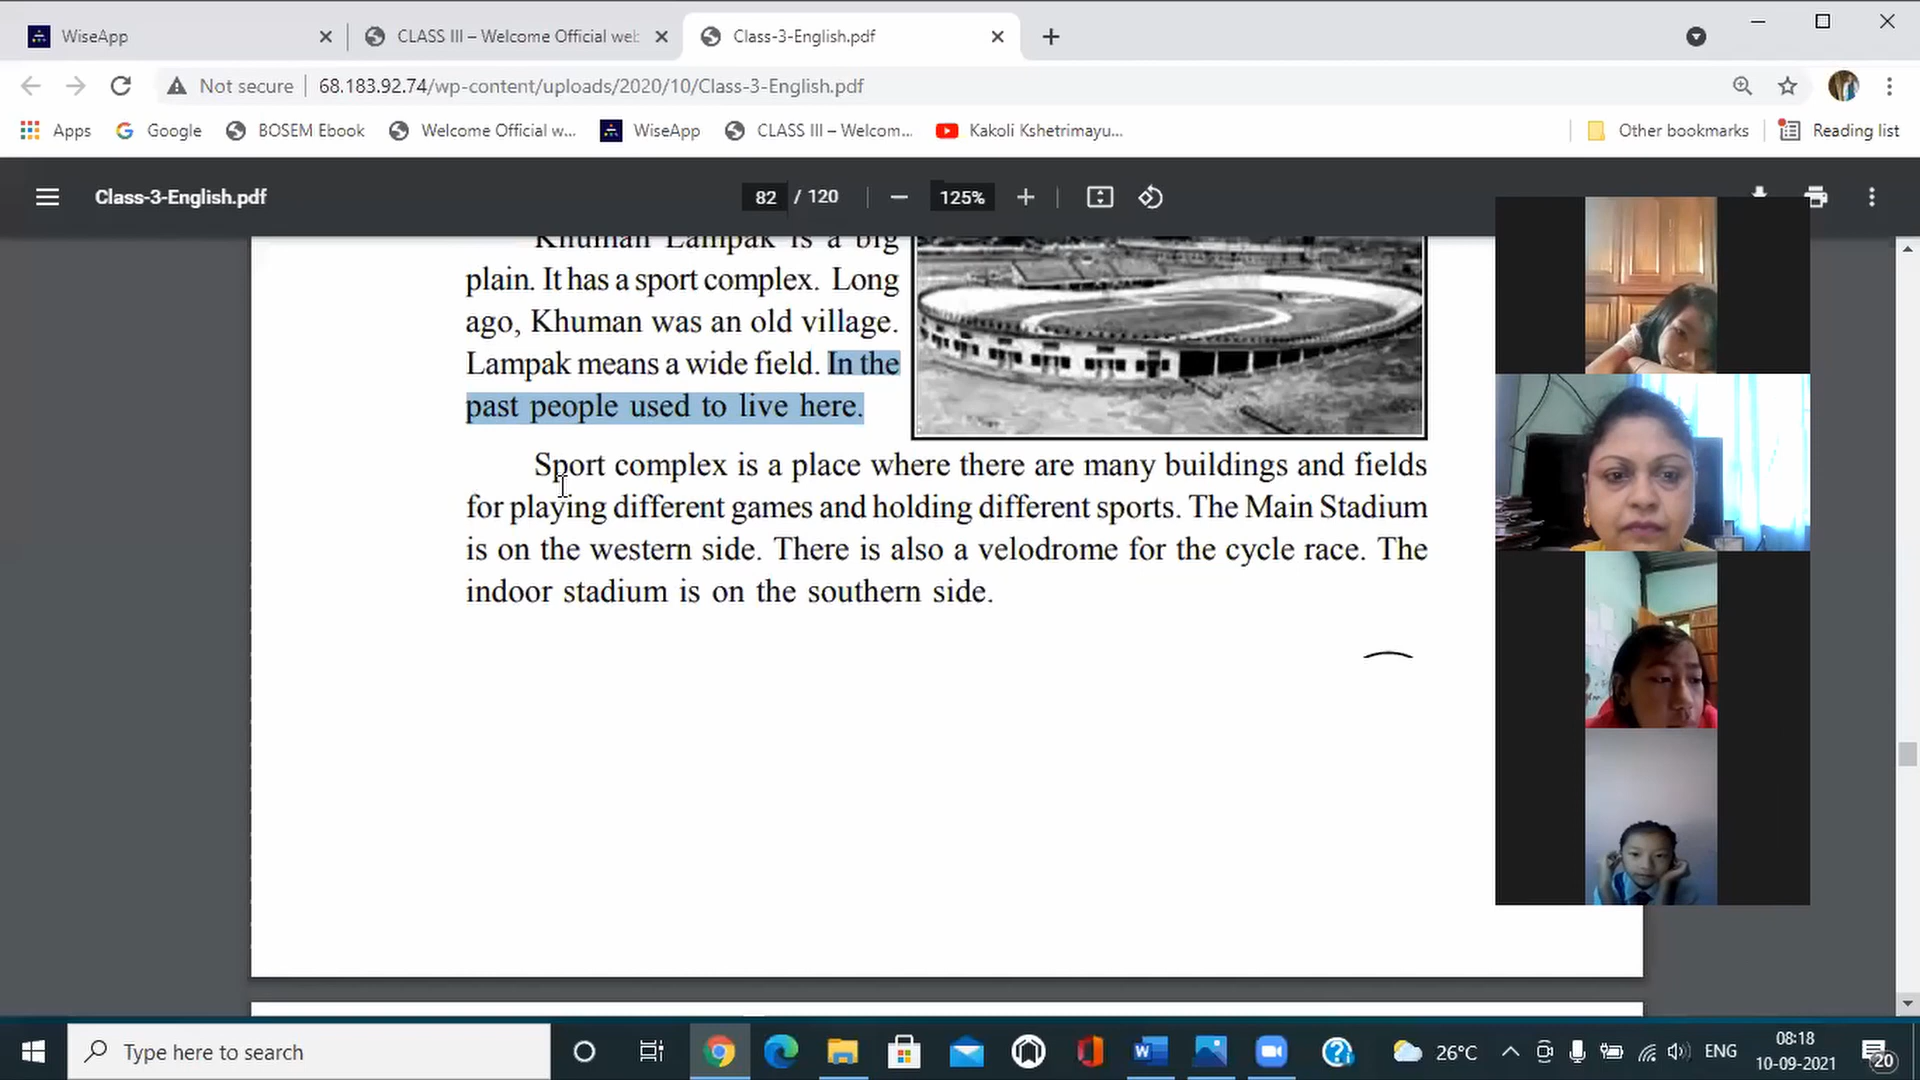 WiseApp
CLASS III – Welcome Official web
Class-3-English.pdf
Not secure
68.183.92.74/wp-content/uploads/2020/10/Class-3-English.pdf
Apps
Google
BOSEM Ebook
Welcome Official w...
WiseApp
CLASS III – Welcom...
Kakoli Kshetrimayu...
Other bookmarks
Reading list
Class-3-English.pdf
82 / 120
125%
Khuman Lampak is a big
plain. It has a sport complex. Long
ago, Khuman was an old village.
Lampak means a wide field. In the
past people used to live here.
Sport complex is a place where there are many buildings and fields
for playing different games and holding different sports. The Main Stadium
is on the western side. There is also a velodrome for the cycle race. The
indoor stadium is on the southern side.
Type here to search
26°C
ENG
08:18
10-09-2021
20